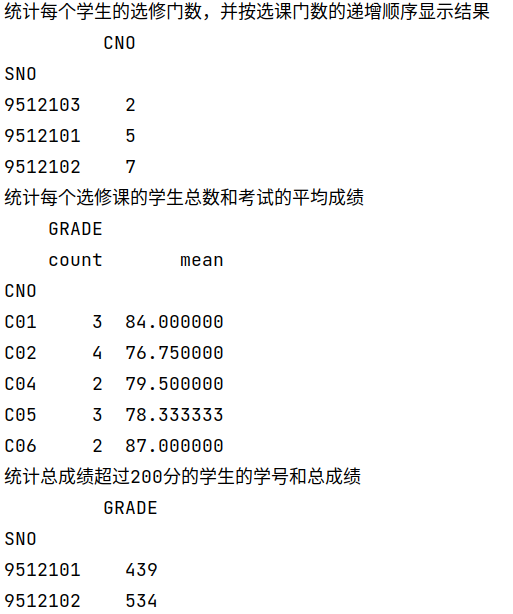 统计每个学生的选修门数，并按选课门数的递增顺序显示结果
CNO
SNO
9512103 2
9512101 5
9512102 7
统计每个选修课的学生总数和考试的平均成绩
GRADE
count mean
CNO
C01 3 84.000000
C02 4 76.750000
C04 2 79.500000
C05 3 78.333333
C06 2 87.000000
统计总成绩超过200分的学生的学号和总成绩
GRADE
SNO
9512101 439
9512102 534